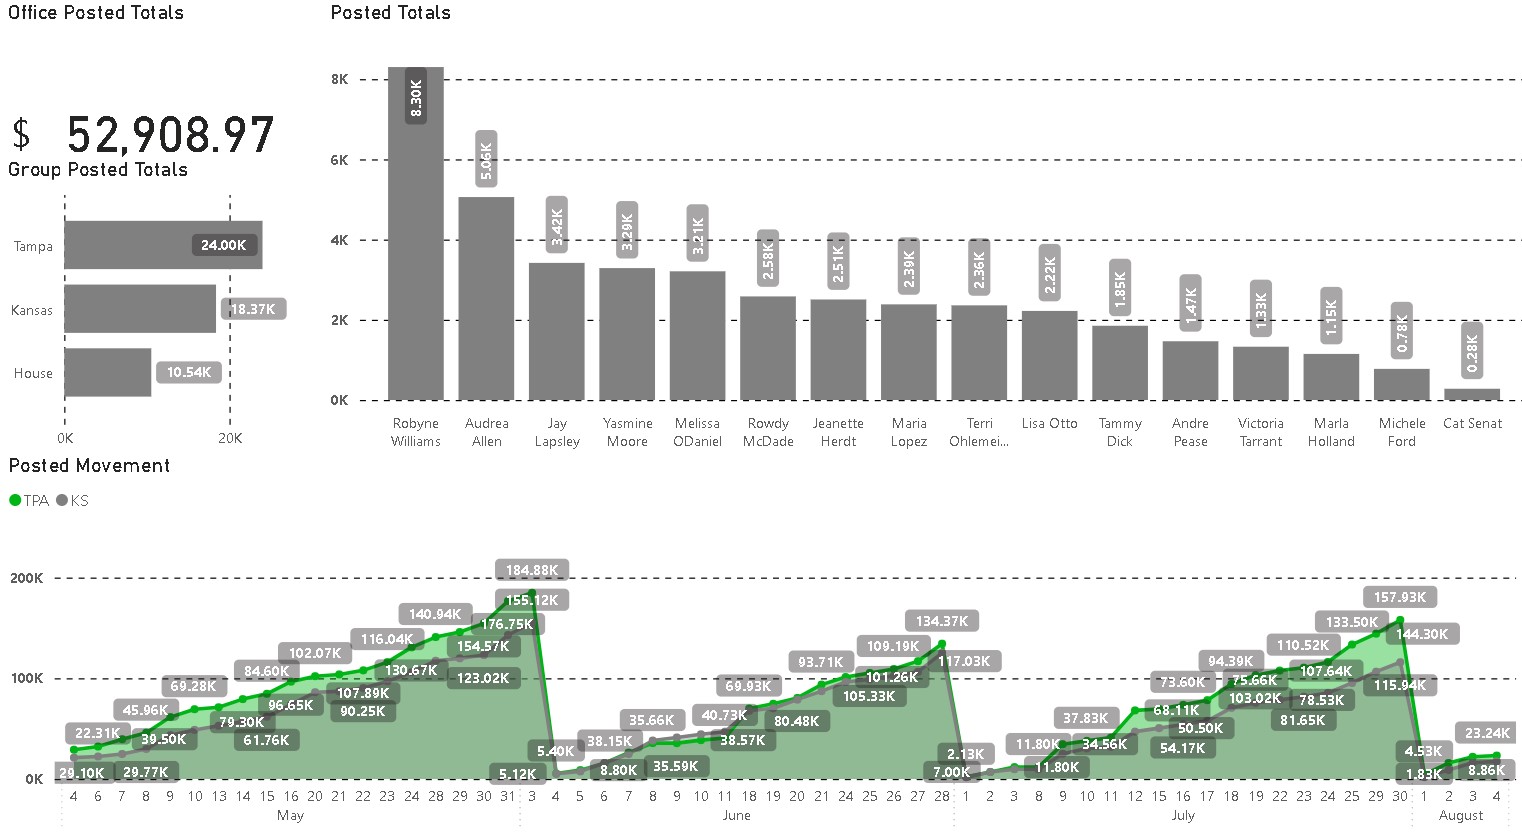 Office Posted Totals
$ 52,908.97
Group Posted Totals
Tampa 24.00K
Kansas 18.37K
House 10.54K
0K 20K
Posted Totals
8K
6K
4K
2K
0K
8.30K 5.06K 3.42K 3.29K 3.21K 2.58K 2.51K 2.39K 2.36K 2.22K 1.85K 1.47K 1.33K 1.15K 0.78K 0.28K
Robyne Audrea Jay Yasmine Melissa Rowdy Jeanette Maria Terri Lisa Otto Tammy Andre Victoria Marla Michele Cat Senat
Williams Allen Lapsley Moore ODaniel McDade Herdt Lopez Ohlemei... Dick Pease Tarrant Holland Ford
Posted Movement
TPA KS
200K
100K
0K
22.31K 45.96K 69.28K 84.60K 102.07K 116.04K 140.94K 184.88K
155.12K
176.75K
29.10K 29.77K 39.50K 79.30K 61.76K 96.65K 107.89K 90.25K 130.67K 154.57K 123.02K
5.12K 5.40K 38.15K 8.80K 35.66K 35.59K 40.73K 69.93K 38.57K 80.48K 93.71K 105.33K 109.19K 101.26K 134.37K 117.03K
7.00K 2.13K 11.80K 11.80K 37.83K 34.56K 73.60K 68.11K 54.17K 50.50K 94.39K 75.66K 103.02K 81.65K 110.52K 107.64K 78.53K 133.50K 157.93K 144.30K 115.94K
4.53K 1.83K 23.24K 8.86K
4 6 7 8 9 10 13 14 15 16 20 21 22 23 24 28 29 30 31 3 4 5 6 7 8 9 10 11 18 19 20 21 24 25 26 27 28 1 2 3 8 9 10 11 12 15 16 17 18 19 22 23 24 25 29 30 1 2 3 4
May June July August